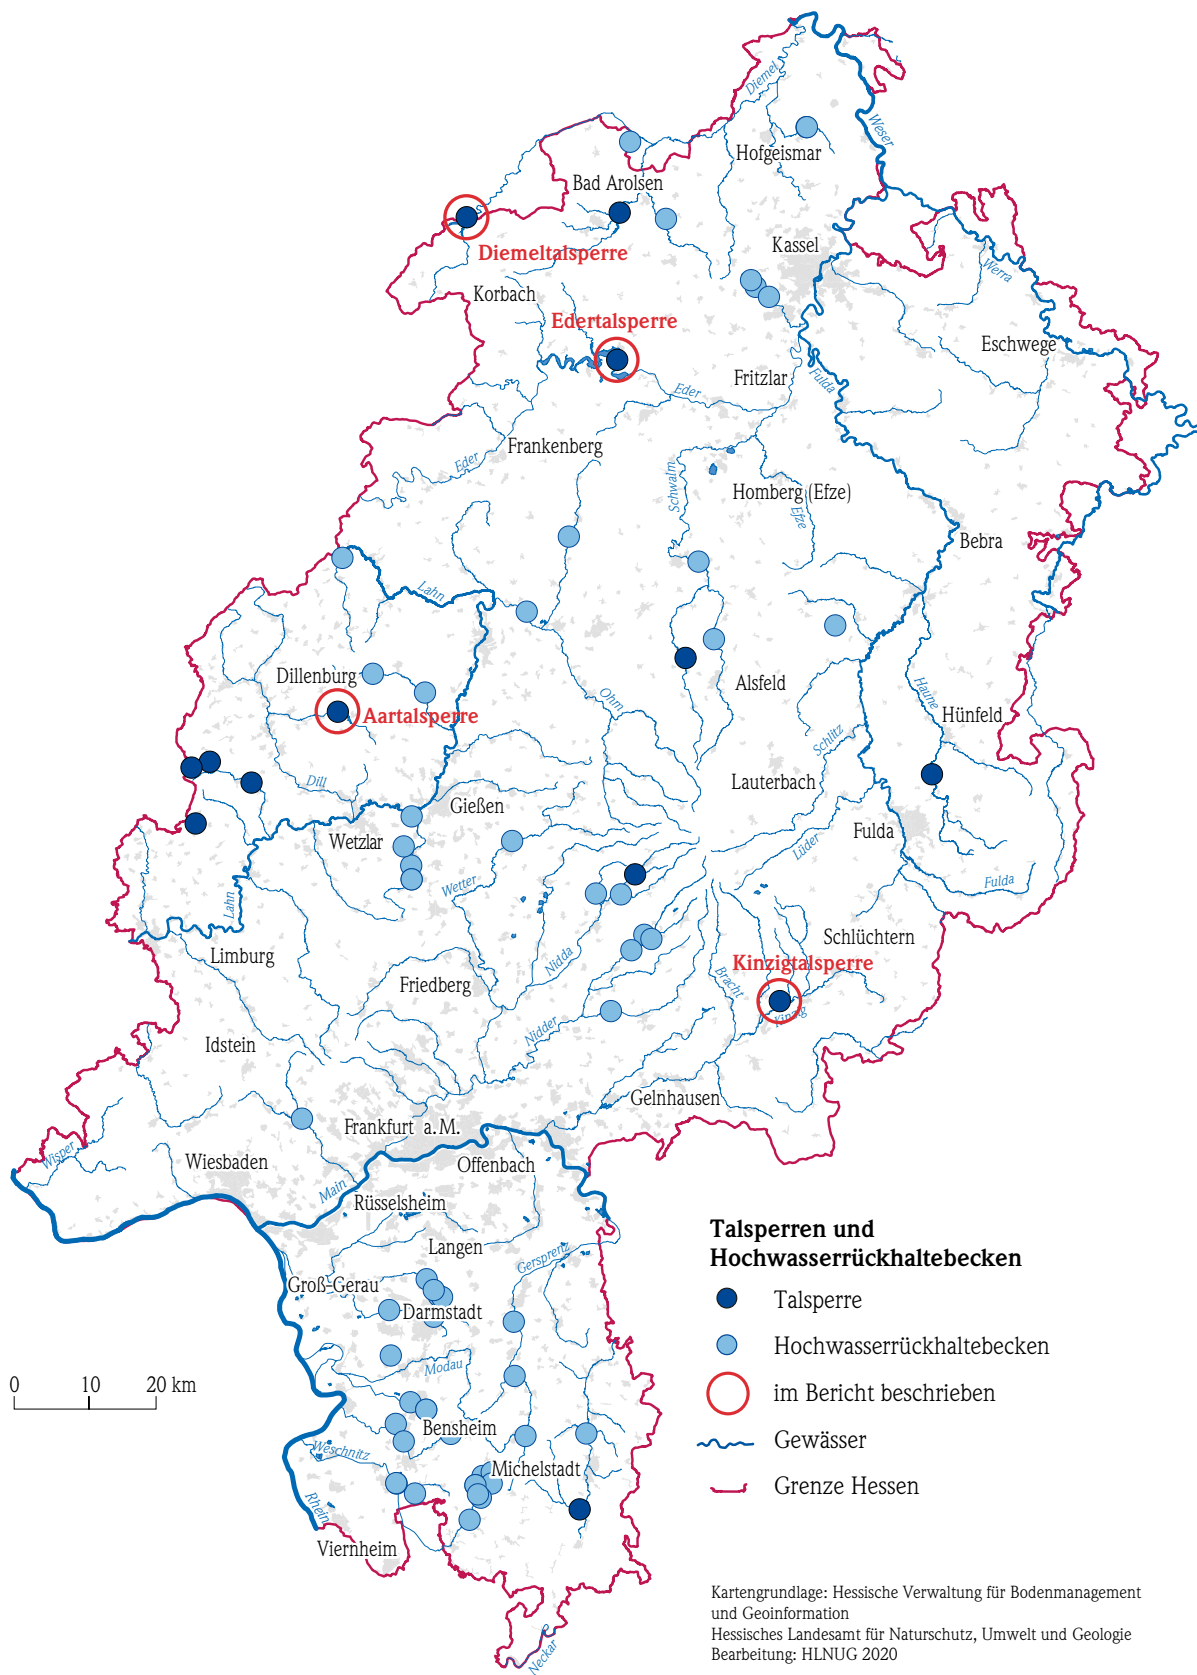 Diemel
Weser
Hofgeismar
Bad Arolsen
Kassel
Diemeltalsperre
Werra
Korbach
Edertalsperre
Eschwege
Fritzlar
Fulda
Eder
Frankenberg
Eder
Schwalm
Homberg (Efze)
Efze
Bebra
Lahn
Dillenburg
Alsfeld
Haune
Ohm
Aartalsperre
Hünfeld
Schlitz
Dill
Lauterbach
Gießen
Wetzlar
Fulda
Lüder
Wetter
Fulda
Lahn
Schlüchtern
Limburg
Nidda
Kinzigtalsperre
Friedberg
Bracht
Kinzig
Nidder
Idstein
Gelnhausen
Frankfurt a. M.
Wisper
Wiesbaden
Offenbach
Main
Rüsselsheim
Langen
Gersprenz
Groß-Gerau
Darmstadt
Modau
Bensheim
Weschnitz
Michelstadt
Rhein
Viernheim
Neckar
0 10 20 km
Talsperren und
Hochwasserrückhaltebecken
Talsperre
Hochwasserrückhaltebecken
im Bericht beschrieben
Gewässer
Grenze Hessen
Kartengrundlage: Hessische Verwaltung für Bodenmanagement
und Geoinformation
Hessisches Landesamt für Naturschutz, Umwelt und Geologie
Bearbeitung: HLNUG 2020